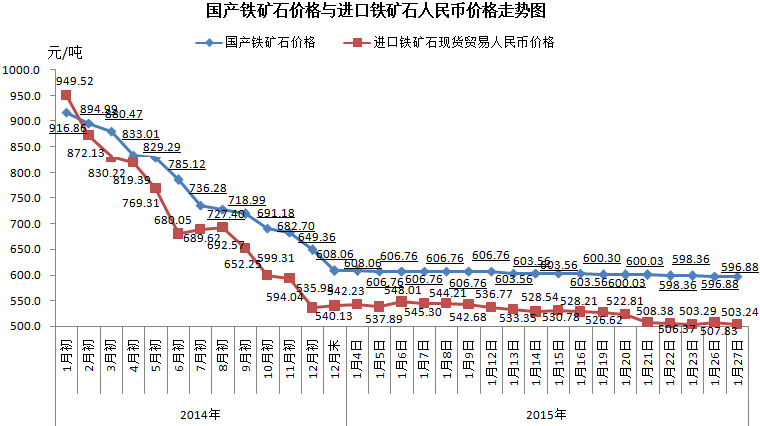 国产铁矿石价格与进口铁矿石人民币价格走势图
元/吨
国产铁矿石价格 进口铁矿石现货贸易人民币价格
1000.0
950.0
900.0
850.0
800.0
750.0
700.0
650.0
600.0
550.0
500.0
916.86 894.99 880.47 833.01 829.29 785.12 736.28 727.40 718.99 691.18 682.70 649.36 608.06 608.06 606.76 606.76 606.76 606.76 606.76 606.76 603.56 603.56 603.56 603.56 600.30 600.03 600.03 598.36 598.36 596.88 596.88
949.52 872.13 830.22 819.39 769.31 680.05 689.62 692.57 652.25 599.31 594.04 535.98 540.13 542.23 537.89 548.01 545.30 544.21 542.68 536.77 533.35 528.54 530.78 528.21 526.62 522.81 508.38 506.37 503.29 507.83 503.24
1月初 2月初 3月初 4月初 5月初 6月初 7月初 8月初 9月初 10月初 11月初 12月初 12月末 1月4日 1月5日 1月6日 1月7日 1月8日 1月9日 1月12日 1月13日 1月14日 1月15日 1月16日 1月19日 1月20日 1月21日 1月22日 1月23日 1月26日 1月27日
2014年 2015年